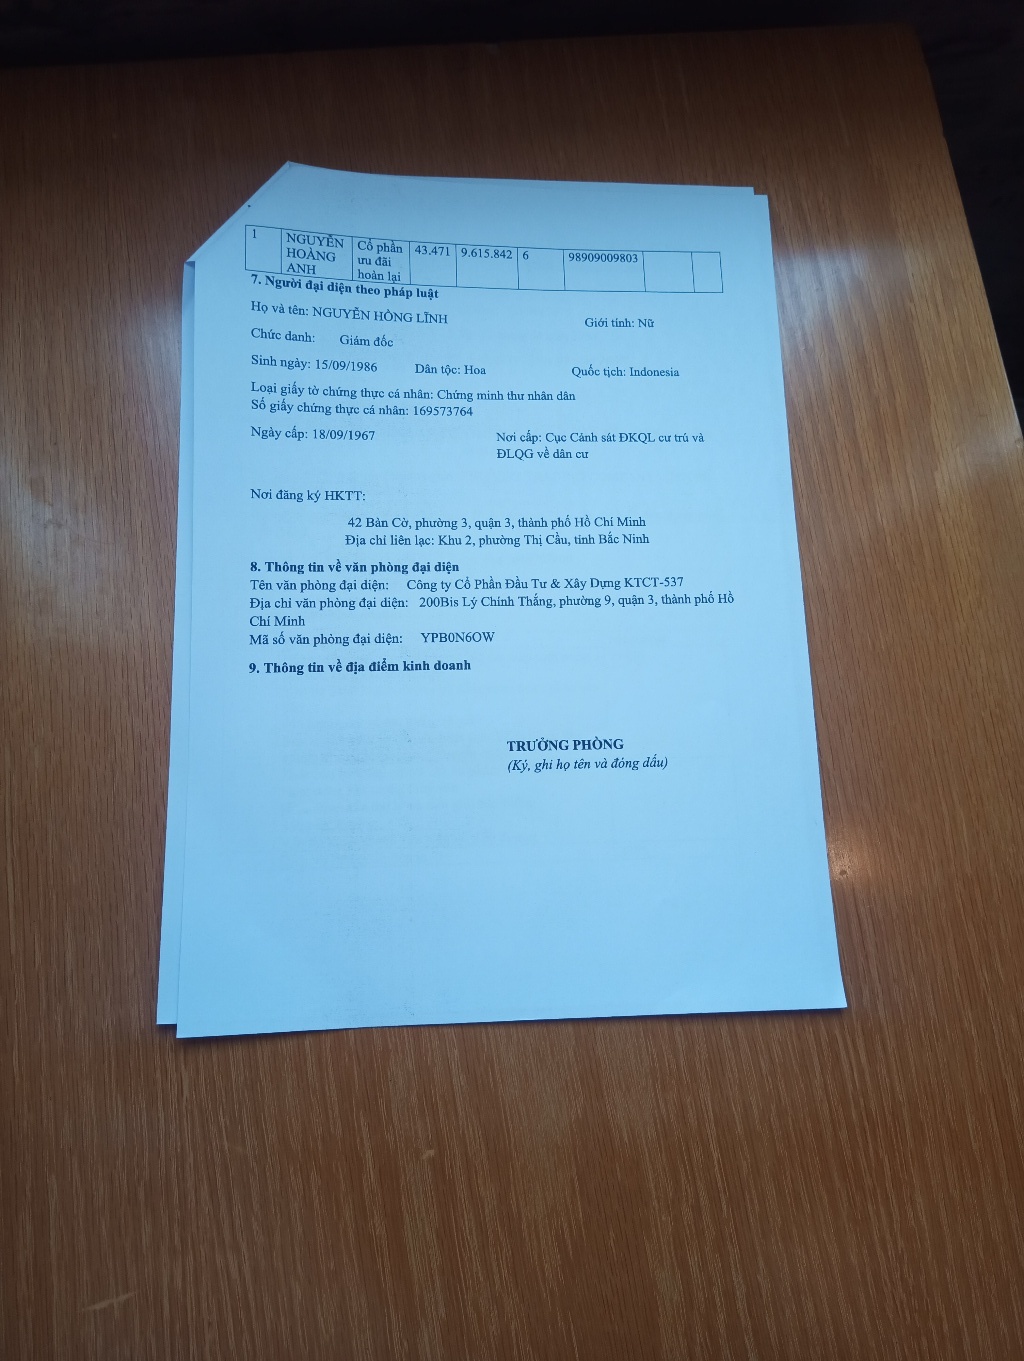 1 NGUYỄN HOÀNG ANH Cổ phần ưu đãi hoàn lại 43.471 9.615.842 6 98909009803
7. Người đại diện theo pháp luật
Họ và tên: NGUYỄN HỒNG LĨNH Giới tính: Nữ
Chức danh: Giám đốc
Sinh ngày: 15/09/1986 Dân tộc: Hoa Quốc tịch: Indonesia
Loại giấy tờ chứng thực cá nhân: Chứng minh thư nhân dân
Số giấy chứng thực cá nhân: 169573764
Ngày cấp: 18/09/1967 Nơi cấp: Cục Cảnh sát ĐKQL cư trú và
ĐLQG về dân cư
Nơi đăng ký HKTT:
42 Bàn Cờ, phường 3, quận 3, thành phố Hồ Chí Minh
Địa chỉ liên lạc: Khu 2, phường Thị Cầu, tỉnh Bắc Ninh
8. Thông tin về văn phòng đại diện
Tên văn phòng đại diện: Công ty Cổ Phần Đầu Tư & Xây Dựng KTCT-537
Địa chỉ văn phòng đại diện: 200Bis Lý Chính Thắng, phường 9, quận 3, thành phố Hồ
Chí Minh
Mã số văn phòng đại diện: YPB0N6OW
9. Thông tin về địa điểm kinh doanh
TRƯỞNG PHÒNG
(Ký, ghi họ tên và đóng dấu)